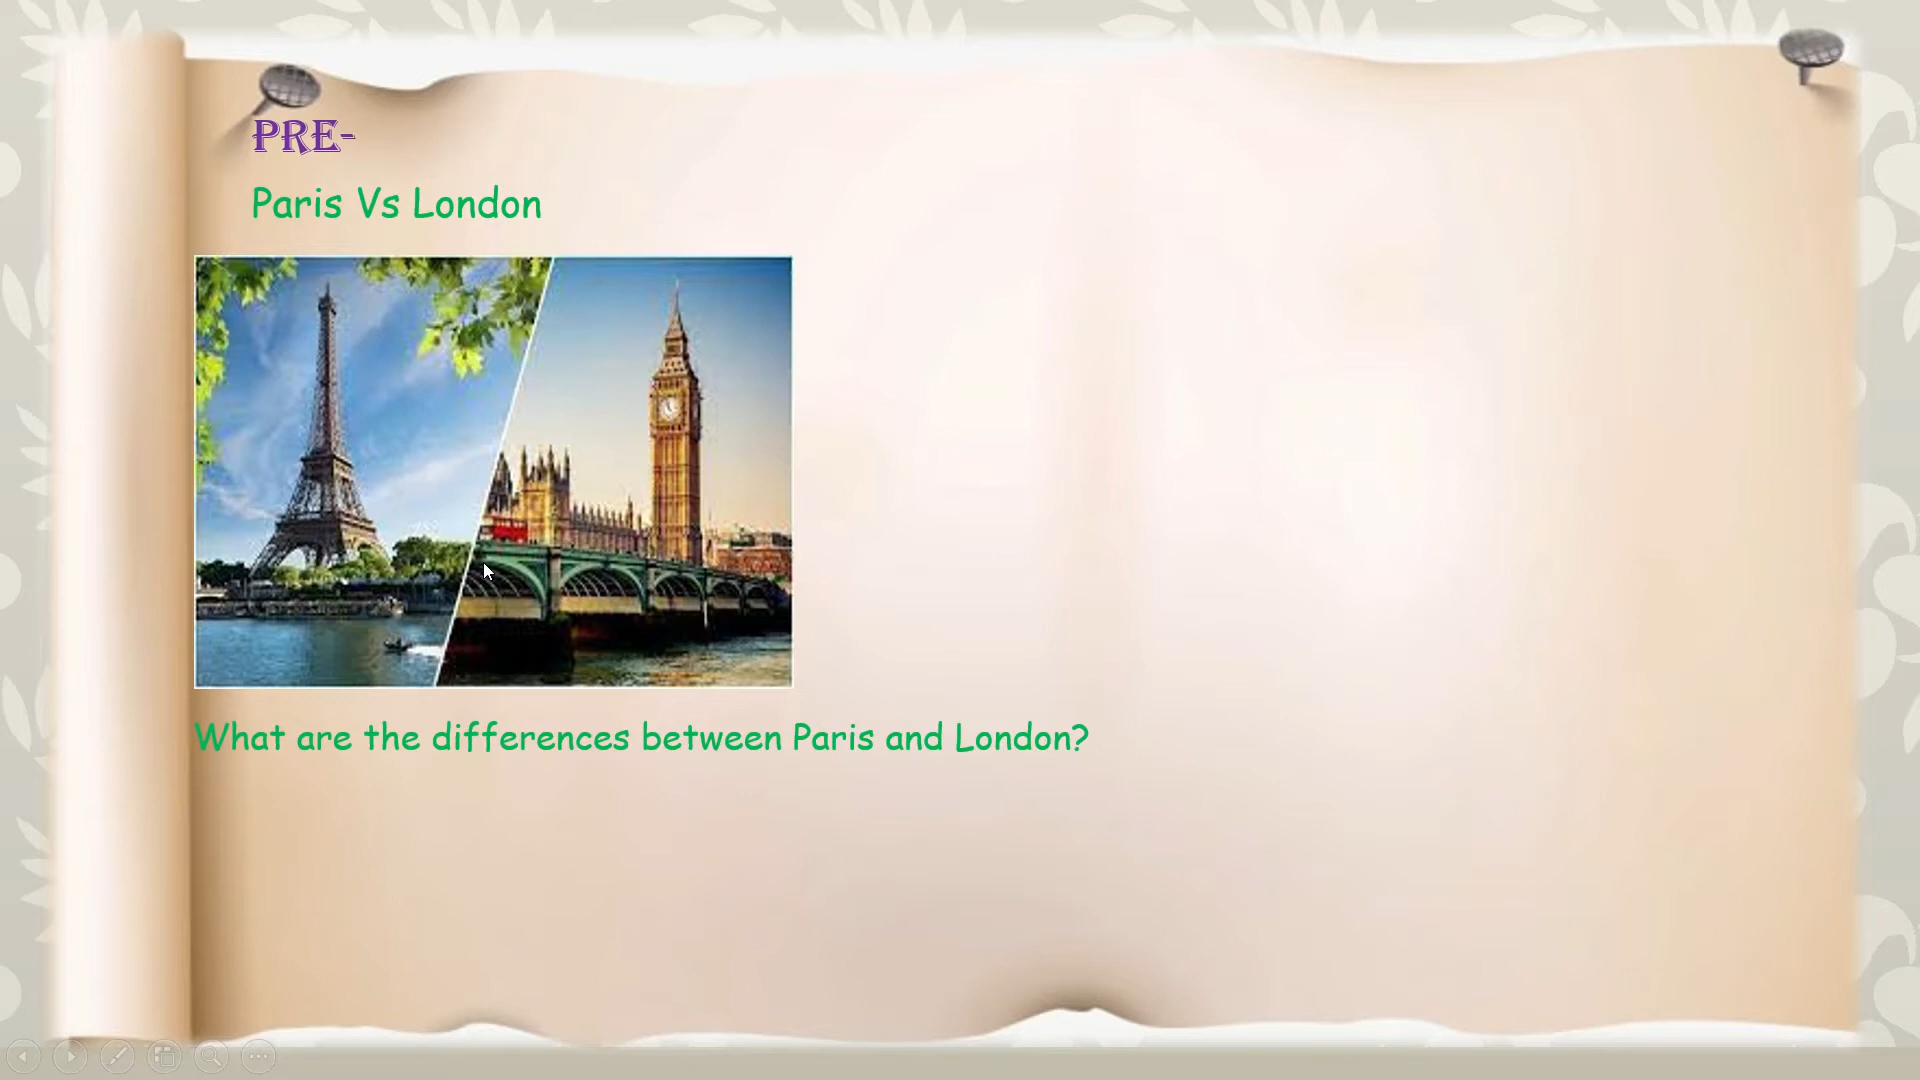 PRE-
Paris Vs London
What are the differences between Paris and London?